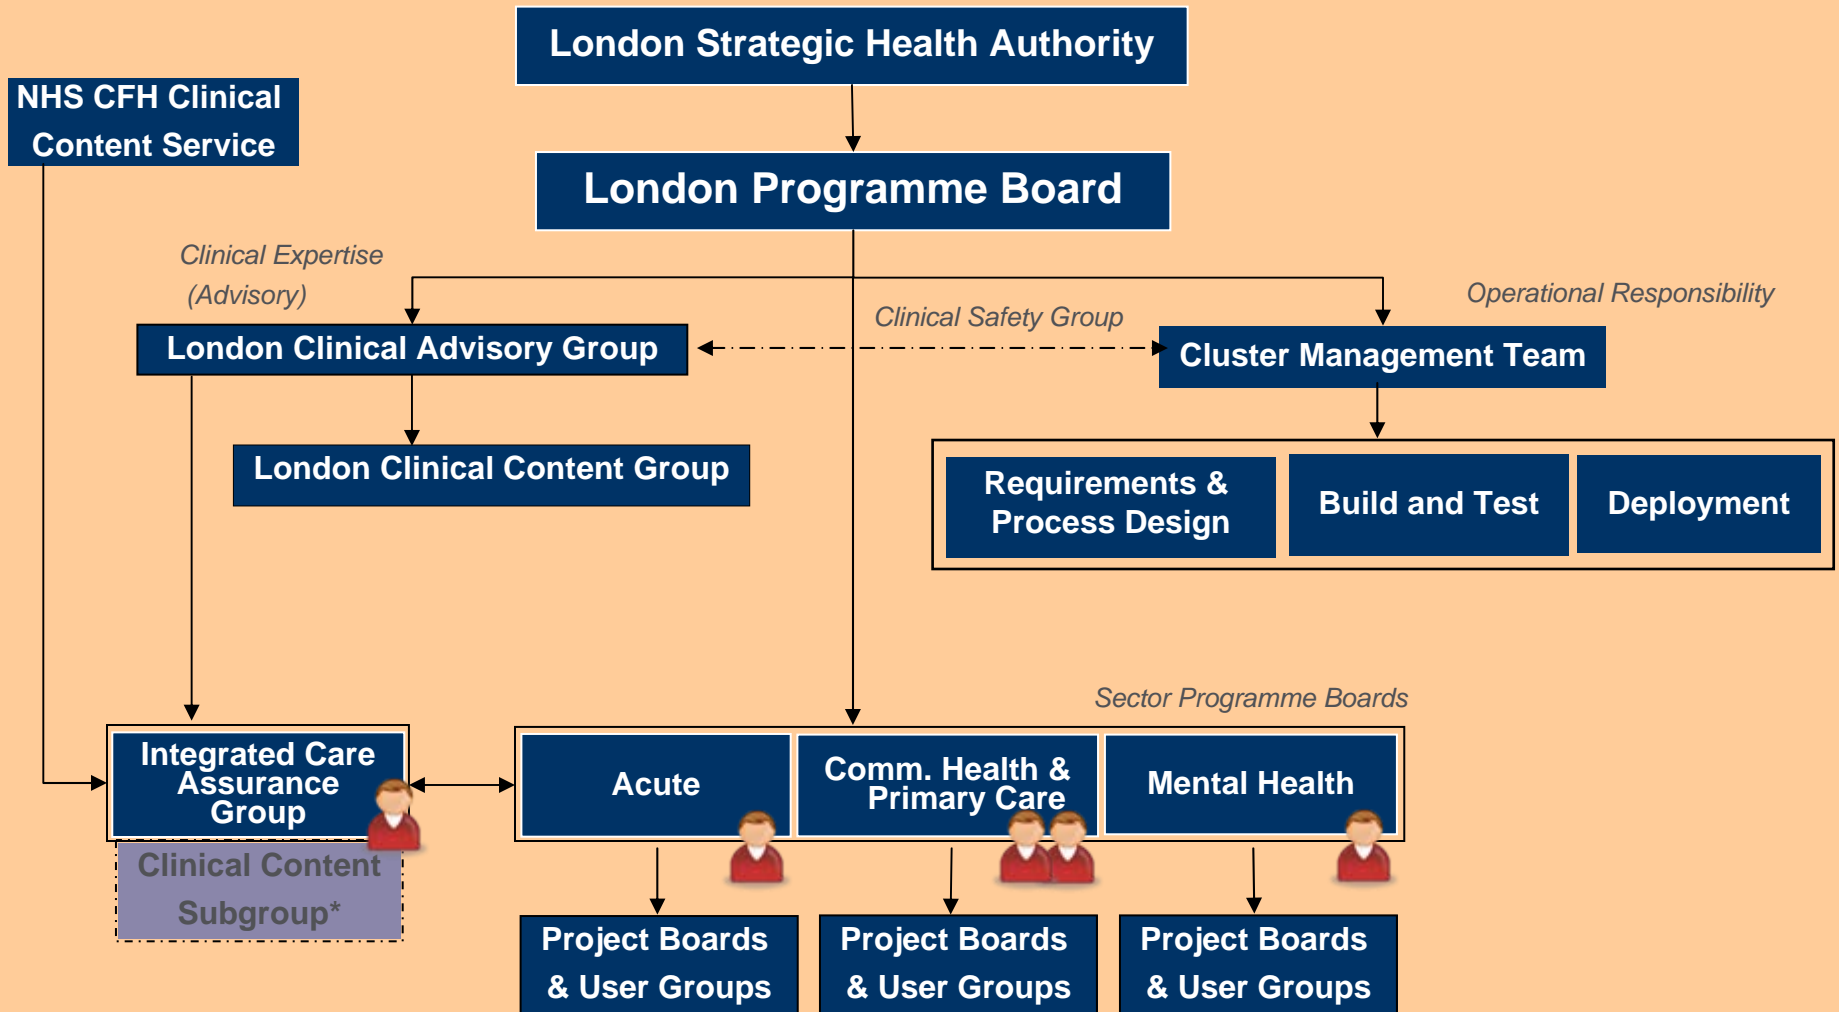 London Strategic Health Authority
NHS CFH Clinical
Content Service
London Programme Board
Clinical Expertise
(Advisory)
Operational Responsibility
Clinical Safety Group
London Clinical Advisory Group
Cluster Management Team
London Clinical Content Group
Requirements &
Process Design
Build and Test
Deployment
Sector Programme Boards
Integrated Care
Assurance
Group
Acute
Comm. Health &
Primary Care
Mental Health
Clinical Content
Subgroup*
Project Boards
& User Groups
Project Boards
& User Groups
Project Boards
& User Groups